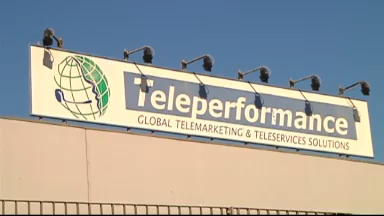 Teleperformance
GLOBAL TELEMARKETING & TELESERVICES SOLUTIONS